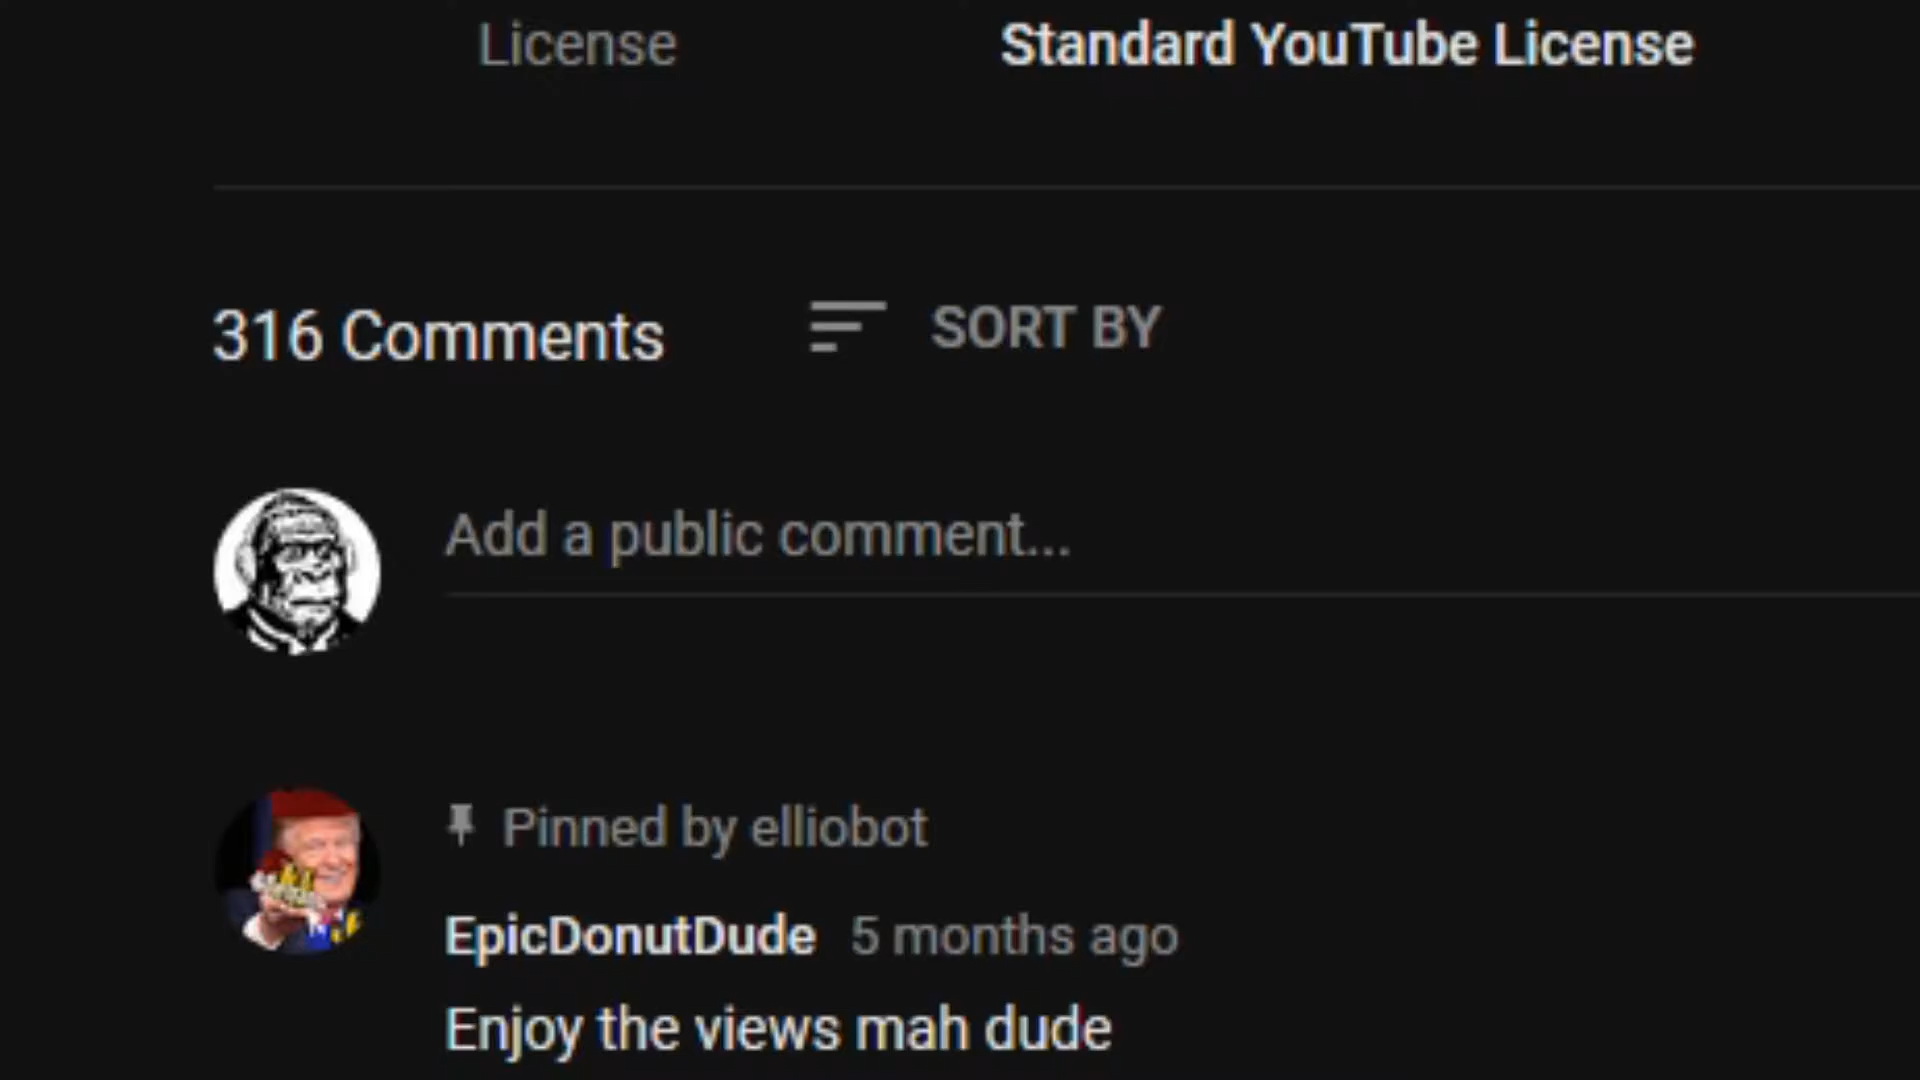 License Standard YouTube License
316 Comments SORT BY
Add a public comment...
Pinned by elliobot
EpicDonutDude 5 months ago
Enjoy the views mah dude